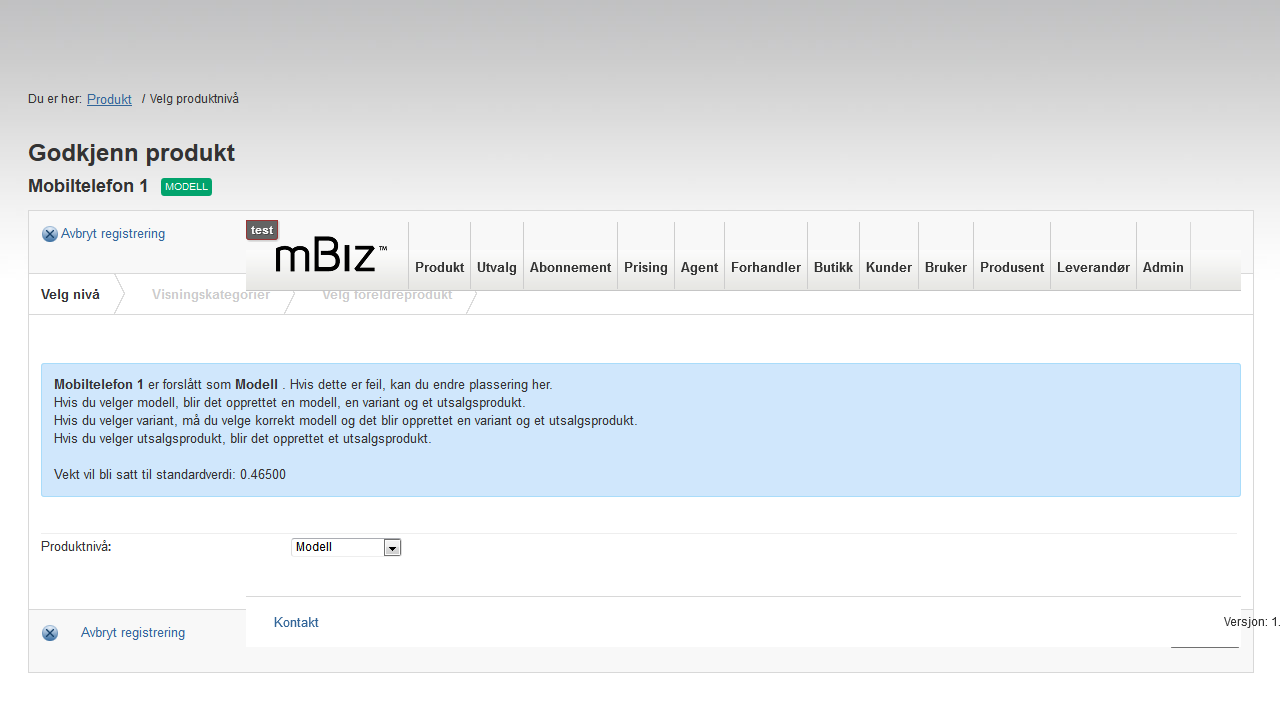 Du er her: Produkt / Velg produktnivå
Godkjenn produkt
Mobiltelefon 1 MODELL
Avbryt registrering
test
mBiz™
Produkt Utvalg Abonnement Prising Agent Forhandler Butikk Kunder Bruker Produsent Leverandør Admin
Velg nivå Visningskategorier Velg foreldreprodukt
Mobiltelefon 1 er forslått som Modell . Hvis dette er feil, kan du endre plassering her.
Hvis du velger modell, blir det opprettet en modell, en variant og et utsalgsprodukt.
Hvis du velger variant, må du velge korrekt modell og det blir opprettet en variant og et utsalgsprodukt.
Hvis du velger utsalgsprodukt, blir det opprettet et utsalgsprodukt.
Vekt vil bli satt til standardverdi: 0.46500
Produktnivå: Modell
Kontakt
Versjon: 1.
Avbryt registrering